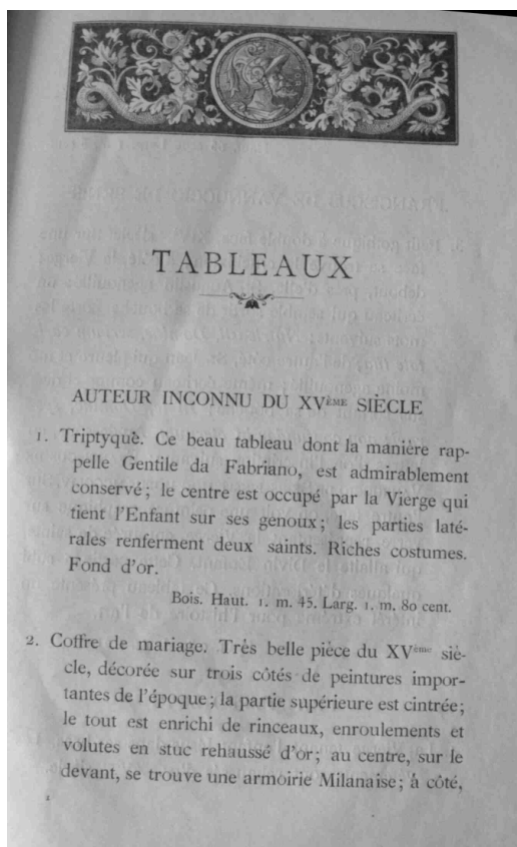 TABLEAUX
AUTEUR INCONNU DU XVÈME SIÈCLE
1. Triptyque. Ce beau tableau dont la manière rap-
pelle Gentile da Fabriano, est admirablement
conservé; le centre est occupé par la Vierge qui
tient l'Enfant sur ses genoux; les parties laté-
rales renferment deux saints. Riches costumes.
Fond d'or.
Bois. Haut. 1. m. 45. Larg. 1. m. 80 cent.
2. Coffre de mariage. Très belle pièce du XVème siè-
cle, décorée sur trois côtés de peintures impor-
tantes de l'époque; la partie supérieure est cintrée;
le tout est enrichi de rinceaux, enroulements et
volutes en stuc rehaussé d'or; au centre, sur le
devant, se trouve une armoirie Milanaise; à côté,